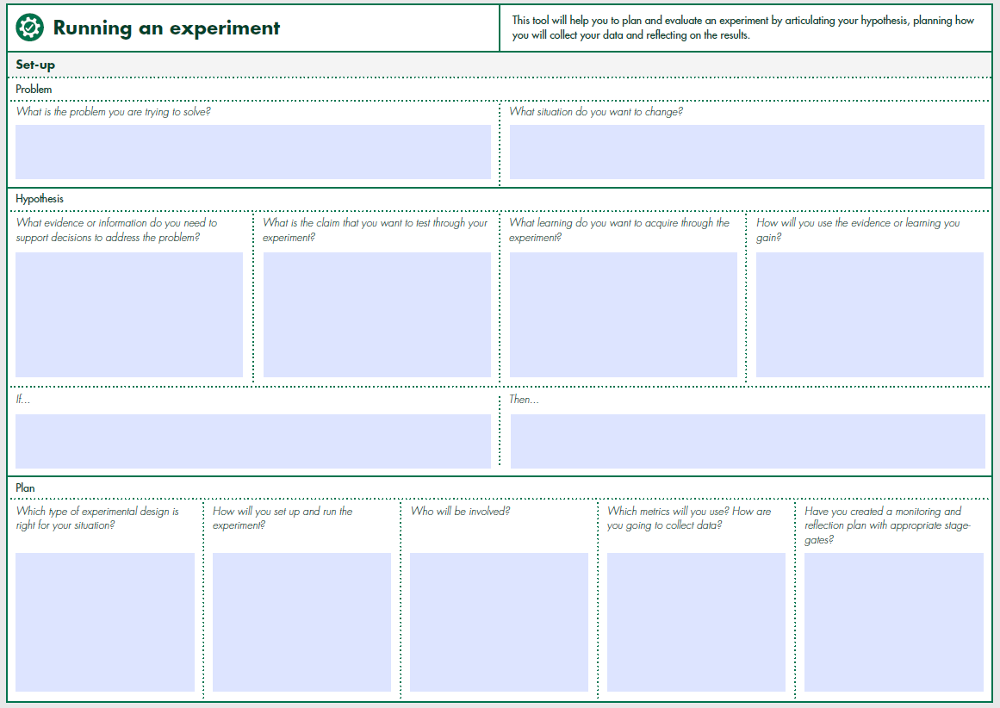 Running an experiment
This tool will help you to plan and evaluate an experiment by articulating your hypothesis, planning how
you will collect your data and reflecting on the results.
Set-up
Problem
What is the problem you are trying to solve?
What situation do you want to change?
Hypothesis
What evidence or information do you need to
support decisions to address the problem?
What is the claim that you want to test through your
experiment?
What learning do you want to acquire through the
experiment?
How will you use the evidence or learning you
gain?
If...
Then...
Plan
Which type of experimental design is
right for your situation?
How will you set up and run the
experiment?
Who will be involved?
Which metrics will you use? How are
you going to collect data?
Have you created a monitoring and
reflection plan with appropriate stage-
gates?